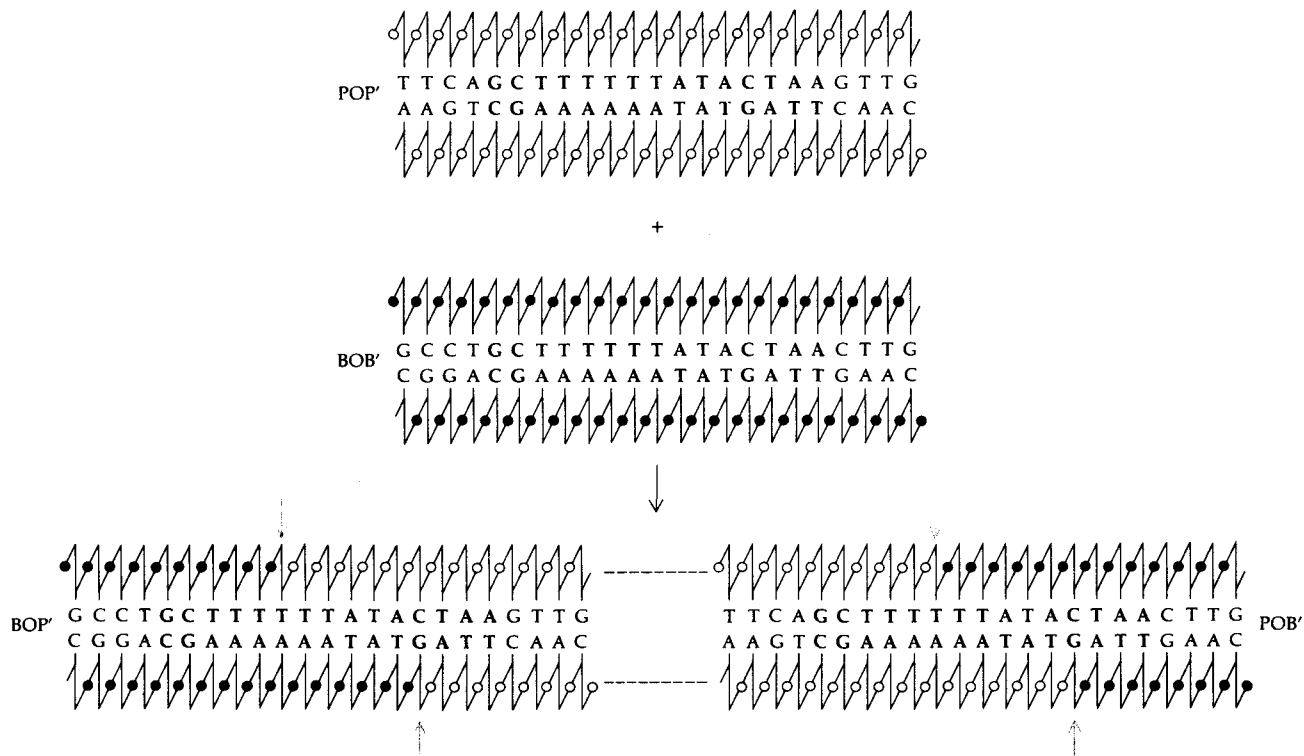 T T C A G C T T T T T T A T A C T A A G T T G
POP'
A A G T C G A A A A A A T A T G A T T C A A C
+
G C C T G C T T T T T T A T A C T A A C T T G
BOB'
C G G A C G A A A A A A T A T G A T T G A A C
G C C T G C T T T T T T A T A C T A A G T T G
BOP'
C G G A C G A A A A A A T A T G A T T C A A C
T T C A G C T T T T T T A T A C T A A C T T G
POB'
A A G T C G A A A A A A T A T G A T T G A A C